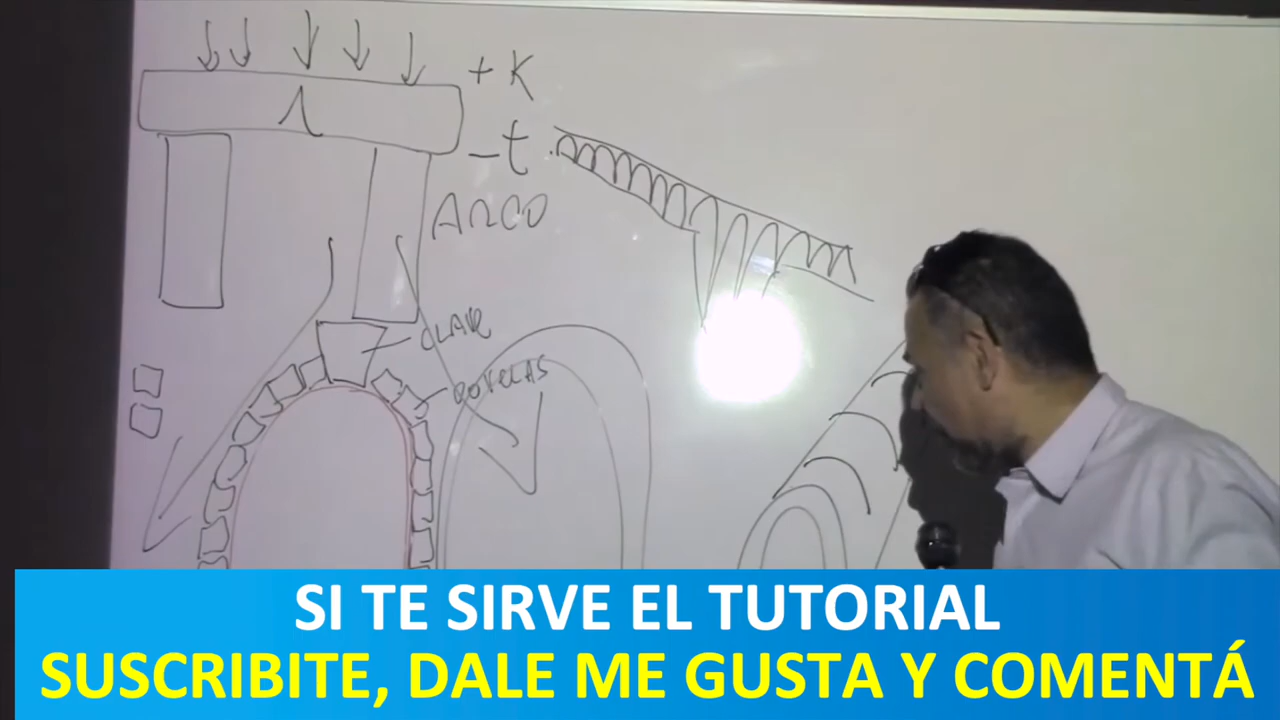 + K
- t
ARCO
CLAVE
DOVELAS
SI TE SIRVE EL TUTORIAL
SUSCRIBITE, DALE ME GUSTA Y COMENTÁ